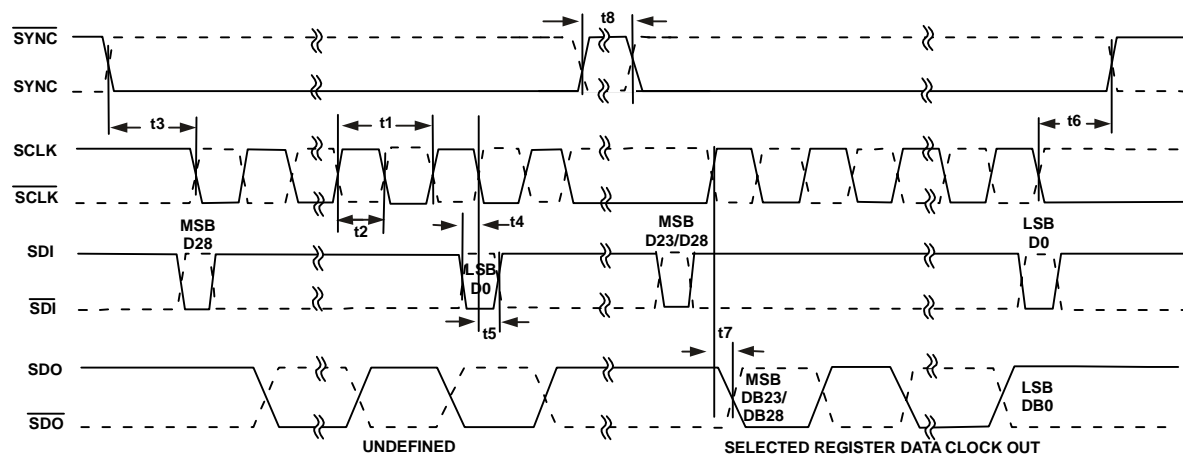 t8
SYNC
SYNC
t3
t1
t6
SCLK
SCLK
t2
t4
MSB
D28
MSB
D23/D28
LSB
D0
SDI
LSB
D0
SDI
t5
t7
SDO
MSB
DB23/
DB28
LSB
DB0
SDO
UNDEFINED
SELECTED REGISTER DATA CLOCK OUT